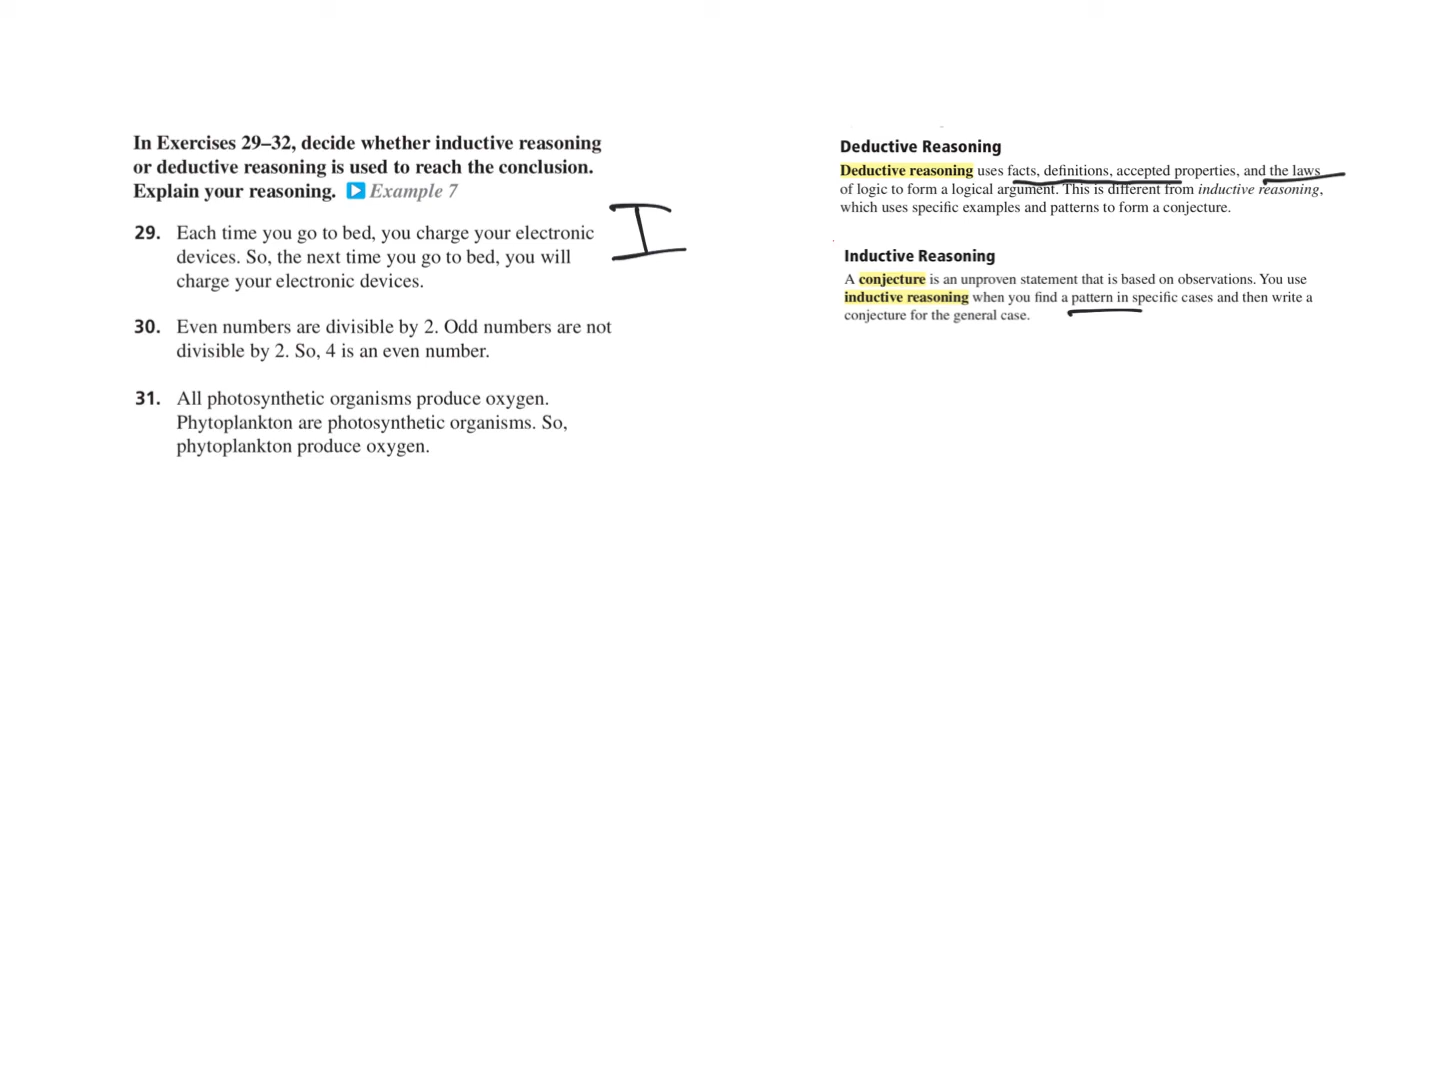 In Exercises 29–32, decide whether inductive reasoning
or deductive reasoning is used to reach the conclusion.
Explain your reasoning. Example 7
29. Each time you go to bed, you charge your electronic
devices. So, the next time you go to bed, you will
charge your electronic devices.
I
30. Even numbers are divisible by 2. Odd numbers are not
divisible by 2. So, 4 is an even number.
31. All photosynthetic organisms produce oxygen.
Phytoplankton are photosynthetic organisms. So,
phytoplankton produce oxygen.
Deductive Reasoning
Deductive reasoning uses facts, definitions, accepted properties, and the laws
of logic to form a logical argument. This is different from inductive reasoning,
which uses specific examples and patterns to form a conjecture.
Inductive Reasoning
A conjecture is an unproven statement that is based on observations. You use
inductive reasoning when you find a pattern in specific cases and then write a
conjecture for the general case.